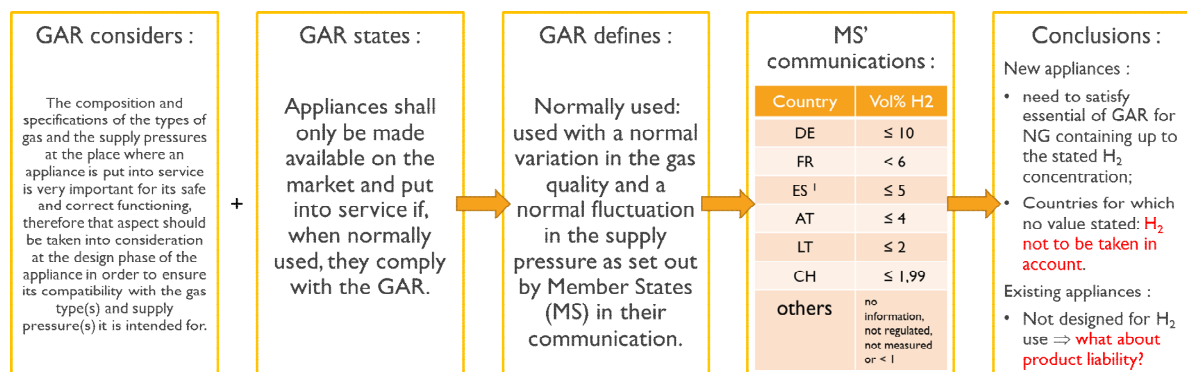 GAR considers :
The composition and
specifications of the types of
gas and the supply pressures
at the place where an
appliance is put into service
is very important for its safe
and correct functioning,
therefore that aspect should
be taken into consideration
at the design phase of the
appliance in order to ensure
its compatibility with the gas
type(s) and supply
pressure(s) it is intended for.
+
GAR states :
Appliances shall
only be made
available on the
market and put
into service if,
when normally
used, they comply
with the GAR.
GAR defines :
Normally used:
used with a normal
variation in the gas
quality and a
normal fluctuation
in the supply
pressure as set out
by Member States
(MS) in their
communication.
MS'
communications :
Country Vol% H2
DE ≤ 10
FR < 6
ES ¹ ≤ 5
AT ≤ 4
LT ≤ 2
CH ≤ 1,99
others
no
information,
not regulated,
not measured
or < 1
Conclusions :
New appliances :
• need to satisfy
essential of GAR for
NG containing up to
the stated H₂
concentration;
• Countries for which
no value stated: H₂
not to be taken in
account.
Existing appliances :
• Not designed for H₂
use ⇒ what about
product liability?